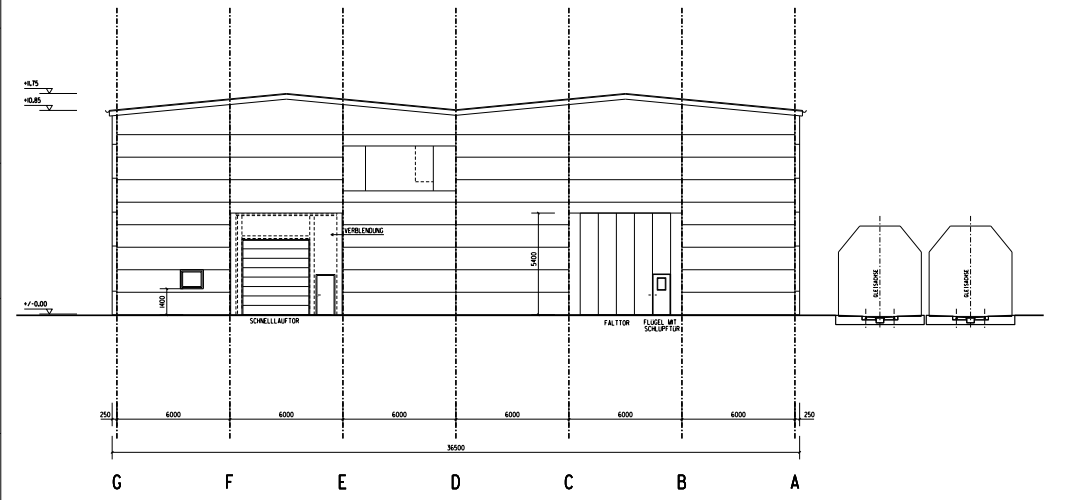 +11.75
+10.85
VERBLENDUNG
5400
GLEISACHSE
GLEISACHSE
1400
+/-0.00
SCHNELLLAUFTOR
FALTTOR
FLÜGEL MIT
SCHLUPFTÜR
250 6000 6000 6000 6000 6000 6000 250
36500
G F E D C B A